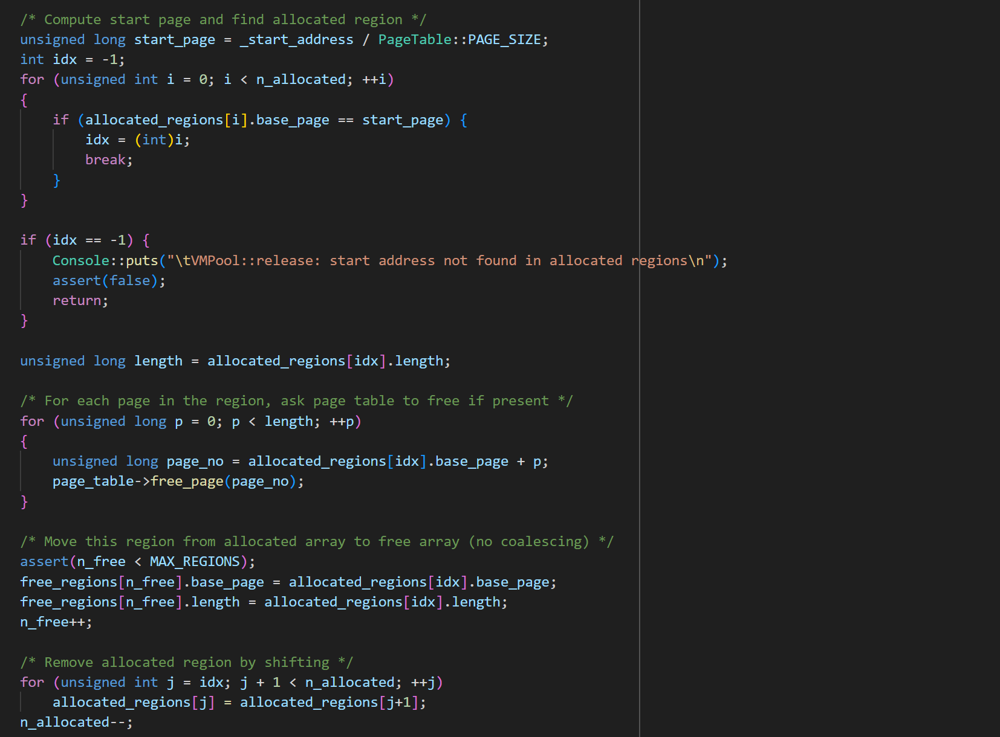 /* Compute start page and find allocated region */
unsigned long start_page = _start_address / PageTable::PAGE_SIZE;
int idx = -1;
for (unsigned int i = 0; i < n_allocated; ++i)
{
    if (allocated_regions[i].base_page == start_page) {
        idx = (int)i;
        break;
    }
}

if (idx == -1) {
    Console::puts("\tVMPool::release: start address not found in allocated regions\n");
    assert(false);
    return;
}

unsigned long length = allocated_regions[idx].length;

/* For each page in the region, ask page table to free if present */
for (unsigned long p = 0; p < length; ++p)
{
    unsigned long page_no = allocated_regions[idx].base_page + p;
    page_table->free_page(page_no);
}

/* Move this region from allocated array to free array (no coalescing) */
assert(n_free < MAX_REGIONS);
free_regions[n_free].base_page = allocated_regions[idx].base_page;
free_regions[n_free].length = allocated_regions[idx].length;
n_free++;

/* Remove allocated region by shifting */
for (unsigned int j = idx; j + 1 < n_allocated; ++j)
    allocated_regions[j] = allocated_regions[j+1];
n_allocated--;